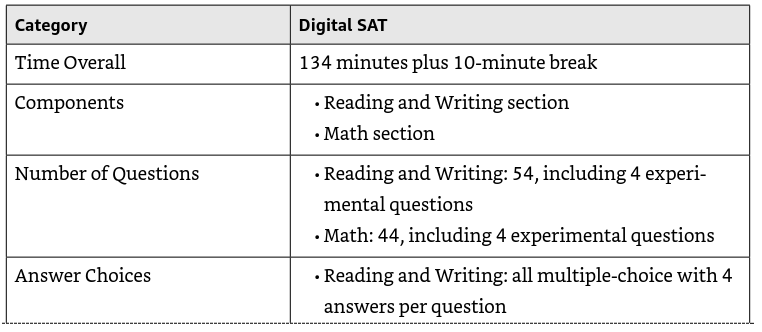 Category
Digital SAT
Time Overall
134 minutes plus 10-minute break
Components
• Reading and Writing section
• Math section
Number of Questions
• Reading and Writing: 54, including 4 experi-
mental questions
• Math: 44, including 4 experimental questions
Answer Choices
• Reading and Writing: all multiple-choice with 4
answers per question